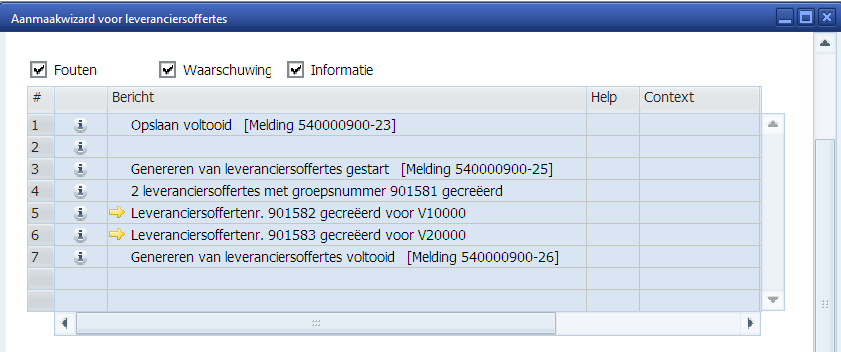 Aanmaakwizard voor leveranciersoffertes
Fouten Waarschuwing Informatie
# Bericht Help Context
1 Opslaan voltooid [Melding 540000900-23]
2
3 Genereren van leveranciersoffertes gestart [Melding 540000900-25]
4 2 leveranciersoffertes met groepsnummer 901581 gecreëerd
5 Leveranciersoffertenr. 901582 gecreëerd voor V10000
6 Leveranciersoffertenr. 901583 gecreëerd voor V20000
7 Genereren van leveranciersoffertes voltooid [Melding 540000900-26]